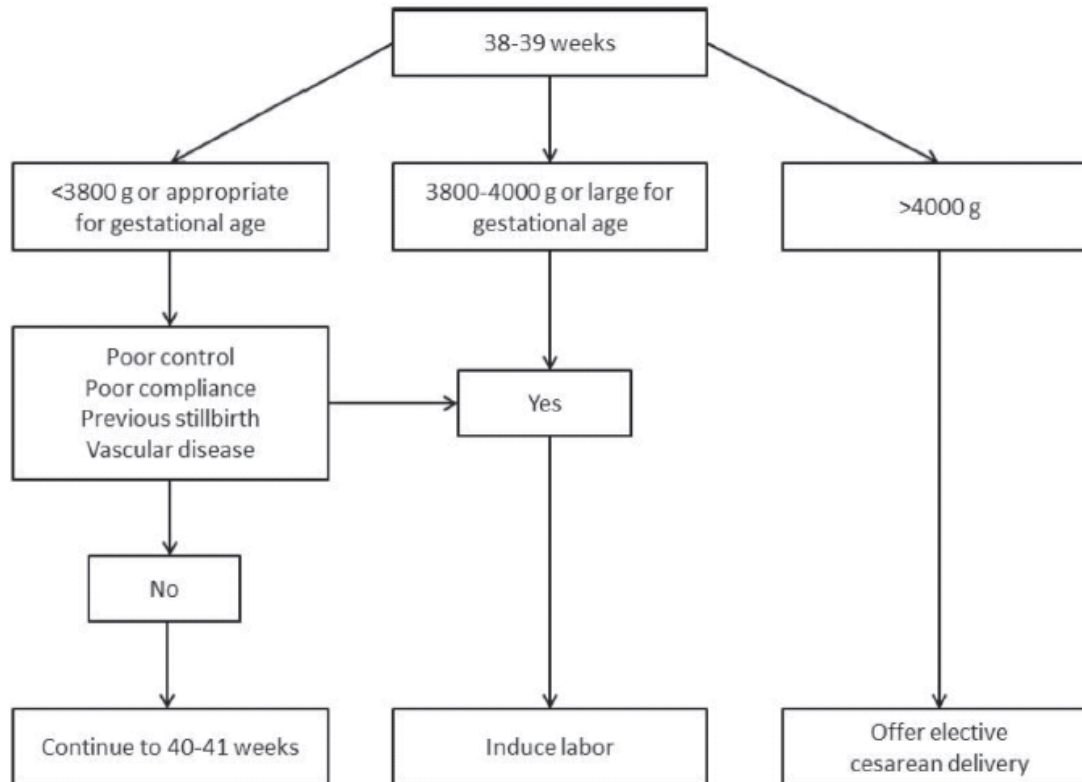 38-39 weeks
<3800 g or appropriate
for gestational age
3800-4000 g or large for
gestational age
>4000 g
Poor control
Poor compliance
Previous stillbirth
Vascular disease
Yes
No
Continue to 40-41 weeks
Induce labor
Offer elective
cesarean delivery